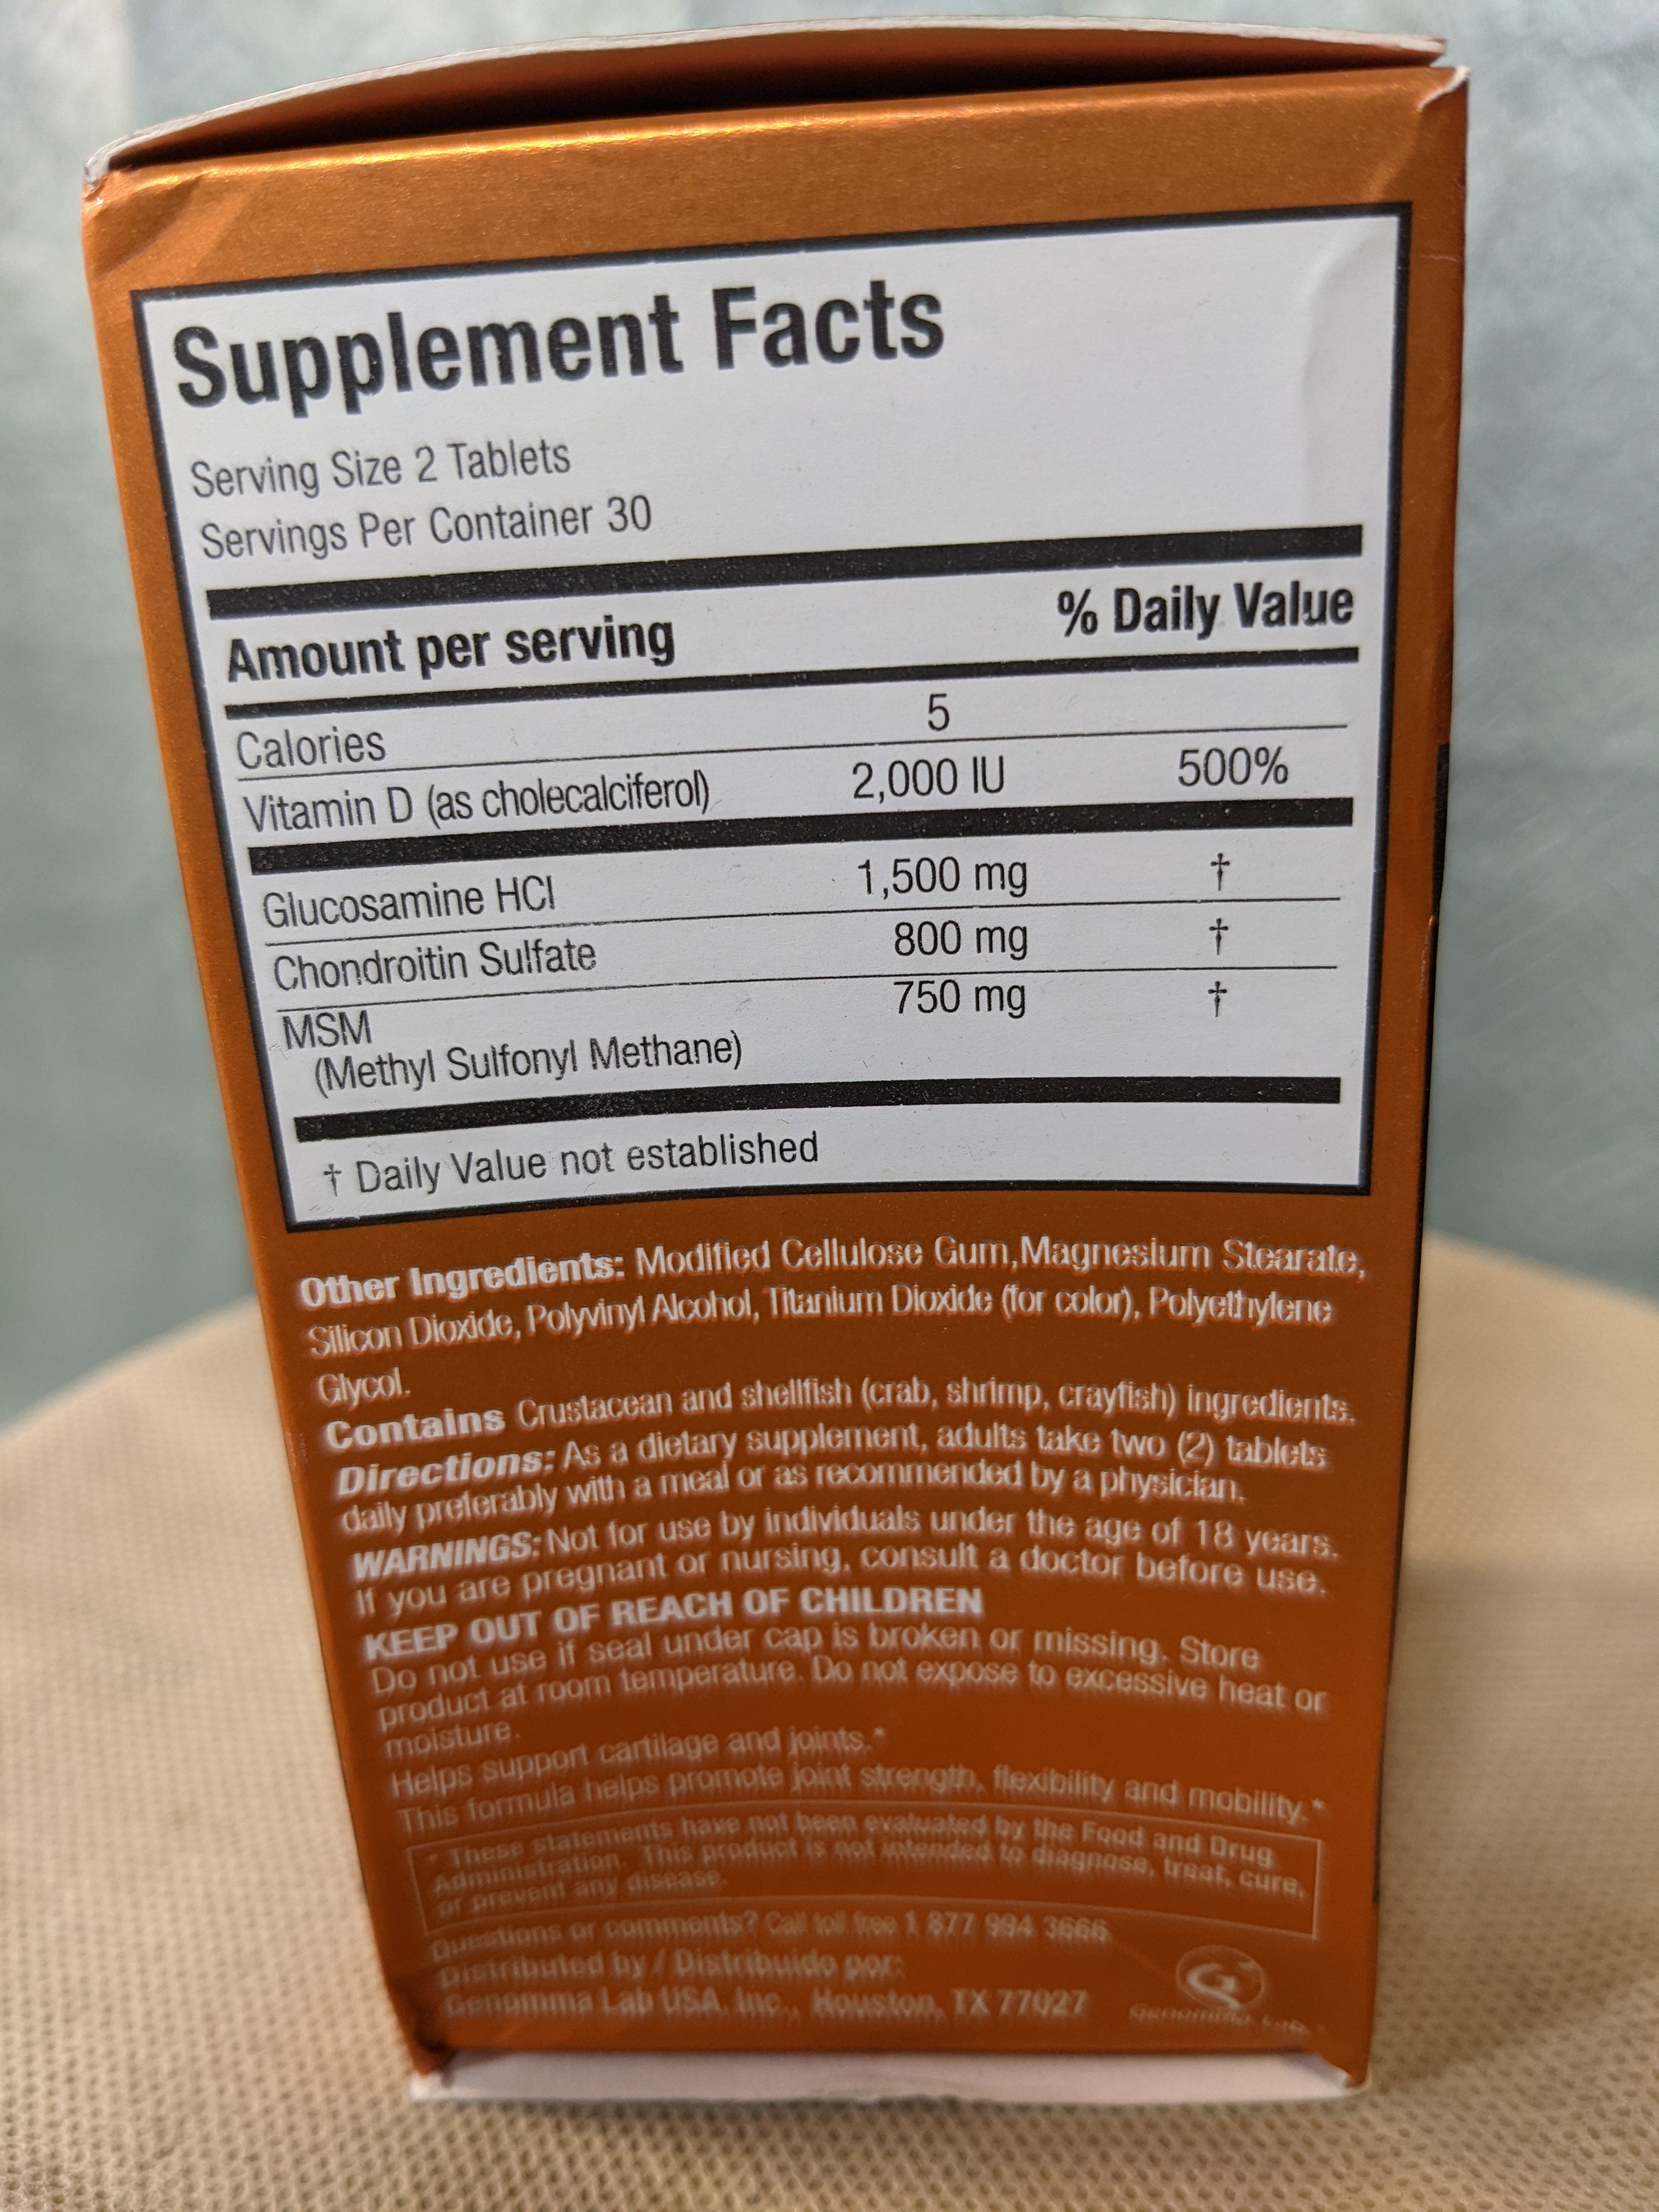 Supplement Facts
Serving Size 2 Tablets
Servings Per Container 30
% Daily Value
Amount per serving
Calories 5
Vitamin D (as cholecalciferol) 2,000 IU 500%
Glucosamine HCl 1,500 mg †
Chondroitin Sulfate 800 mg †
MSM 750 mg †
(Methyl Sulfonyl Methane)
† Daily Value not established
Other Ingredients: Modified Cellulose Gum, Magnesium Stearate,
Silicon Dioxide, Polyvinyl Alcohol, Titanium Dioxide (for color), Polyethylene
Glycol.
Contains Crustacean and shellfish (crab, shrimp, crayfish) ingredients.
Directions: As a dietary supplement, adults take two (2) tablets
daily preferably with a meal or as recommended by a physician.
WARNINGS: Not for use by individuals under the age of 18 years.
If you are pregnant or nursing, consult a doctor before use.
KEEP OUT OF REACH OF CHILDREN
Do not use if seal under cap is broken or missing. Store
product at room temperature. Do not expose to excessive heat or
moisture.
Helps support cartilage and joints.*
This formula helps promote joint strength, flexibility and mobility.*
* These statements have not been evaluated by the Food and Drug
Administration. This product is not intended to diagnose, treat, cure,
or prevent any disease.
Questions or comments? Call toll free 1 877 994 3666
Distributed by / Distribuido por:
Genomma Lab USA, Inc., Houston, TX 77027
G
Genomma Lab